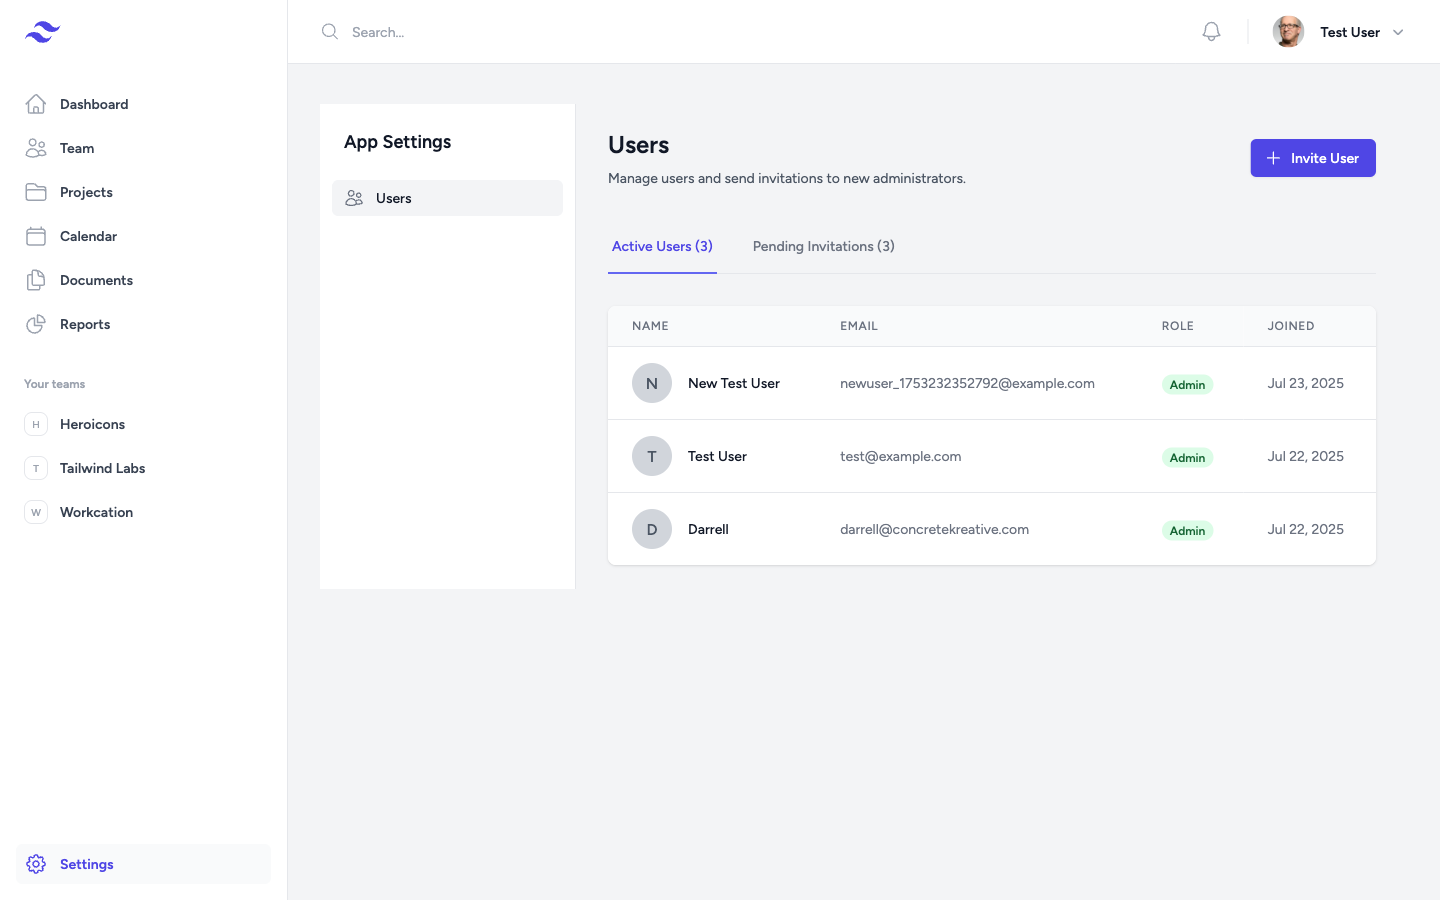 Search...
Test User
Dashboard
Team
Projects
Calendar
Documents
Reports
Your teams
H Heroicons
T Tailwind Labs
W Workcation
Settings
App Settings
Users
Users
Manage users and send invitations to new administrators.
Invite User
Active Users (3) Pending Invitations (3)
NAME EMAIL ROLE JOINED
N New Test User newuser_1753232352792@example.com Admin Jul 23, 2025
T Test User test@example.com Admin Jul 22, 2025
D Darrell darrell@concretekreative.com Admin Jul 22, 2025